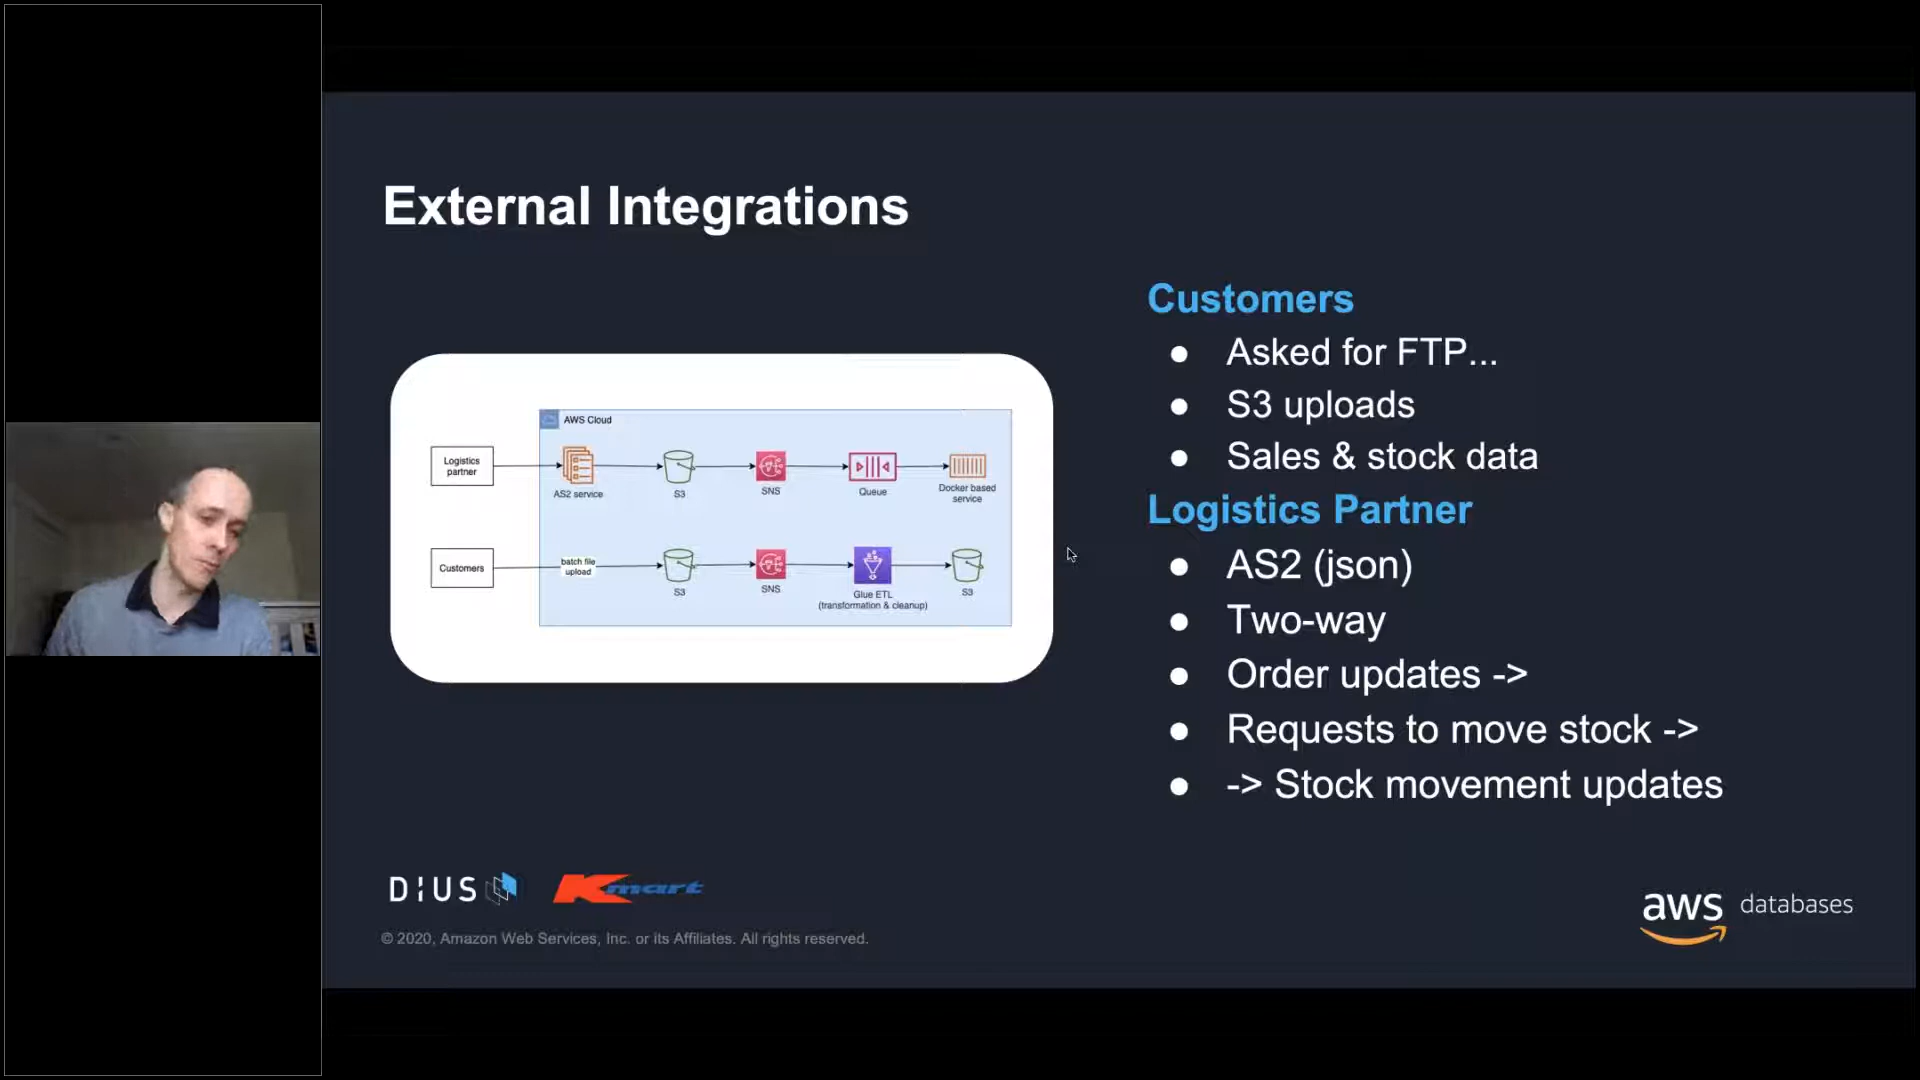 External Integrations
AWS Cloud
Logistics
partner
AS2 service
S3
SNS
Queue
Docker based
service
Customers
batch file
upload
S3
SNS
Glue ETL
(transformation & cleanup)
S3
Customers
● Asked for FTP...
● S3 uploads
● Sales & stock data
Logistics Partner
● AS2 (json)
● Two-way
● Order updates ->
● Requests to move stock ->
● -> Stock movement updates
DIUS
Kmart
© 2020, Amazon Web Services, Inc. or its Affiliates. All rights reserved.
aws databases